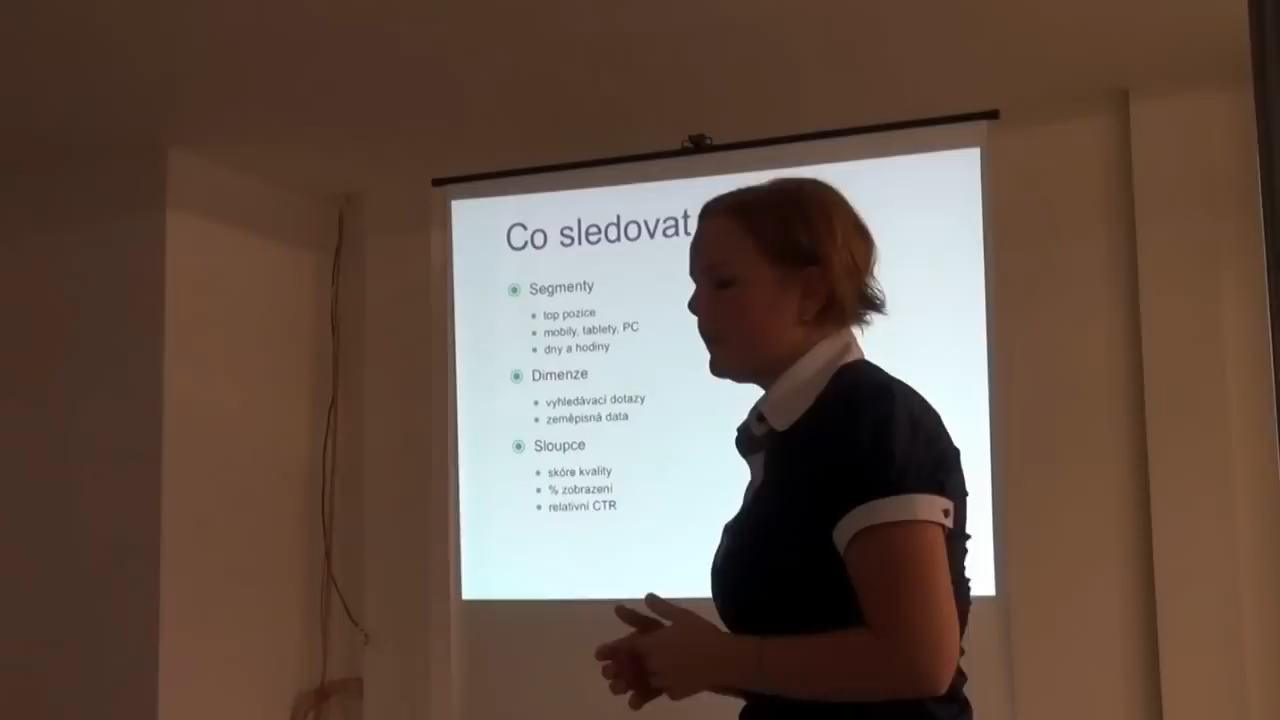 Co sledovat
Segmenty
top pozice
mobily, tablety, PC
dny a hodiny
Dimenze
vyhledávací dotazy
zeměpisná data
Sloupce
skóre kvality
% zobrazení
relativní CTR